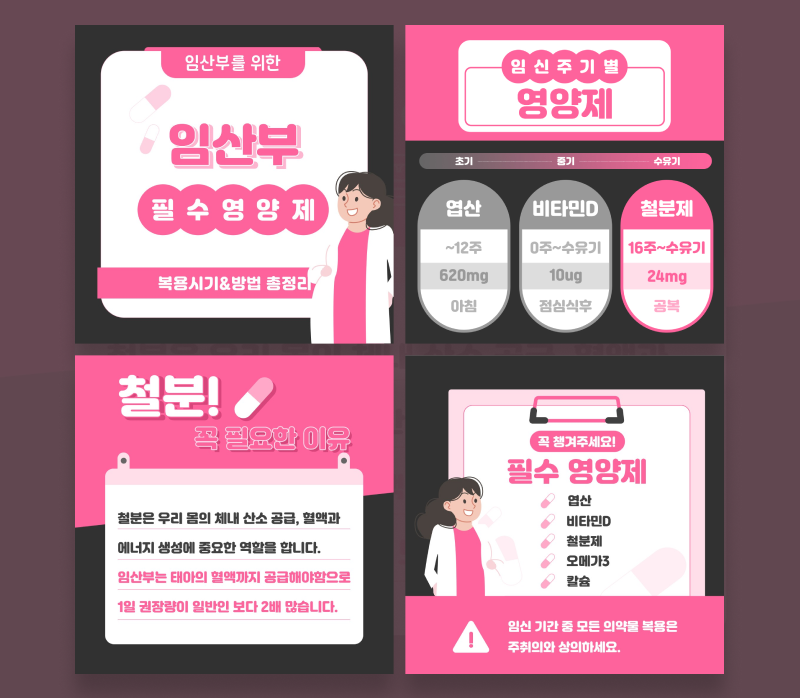 임산부를 위한
임산부
필수영양제
복용시기&방법 총정리
임신주기별
영양제
초기 중기 수유기
엽산 비타민D 철분제
~12주 0주~수유기 16주~수유기
620mg 10ug 24mg
아침 점심식후 공복
철분!
꼭 필요한 이유
철분은 우리 몸의 체내 산소 공급, 혈액과
에너지 생성에 중요한 역할을 합니다.
임산부는 태아의 혈액까지 공급해야함으로
1일 권장량이 일반인 보다 2배 많습니다.
꼭 챙겨주세요!
필수 영양제
엽산
비타민D
철분제
오메가3
칼슘
임신 기간 중 모든 의약물 복용은
주취의와 상의하세요.